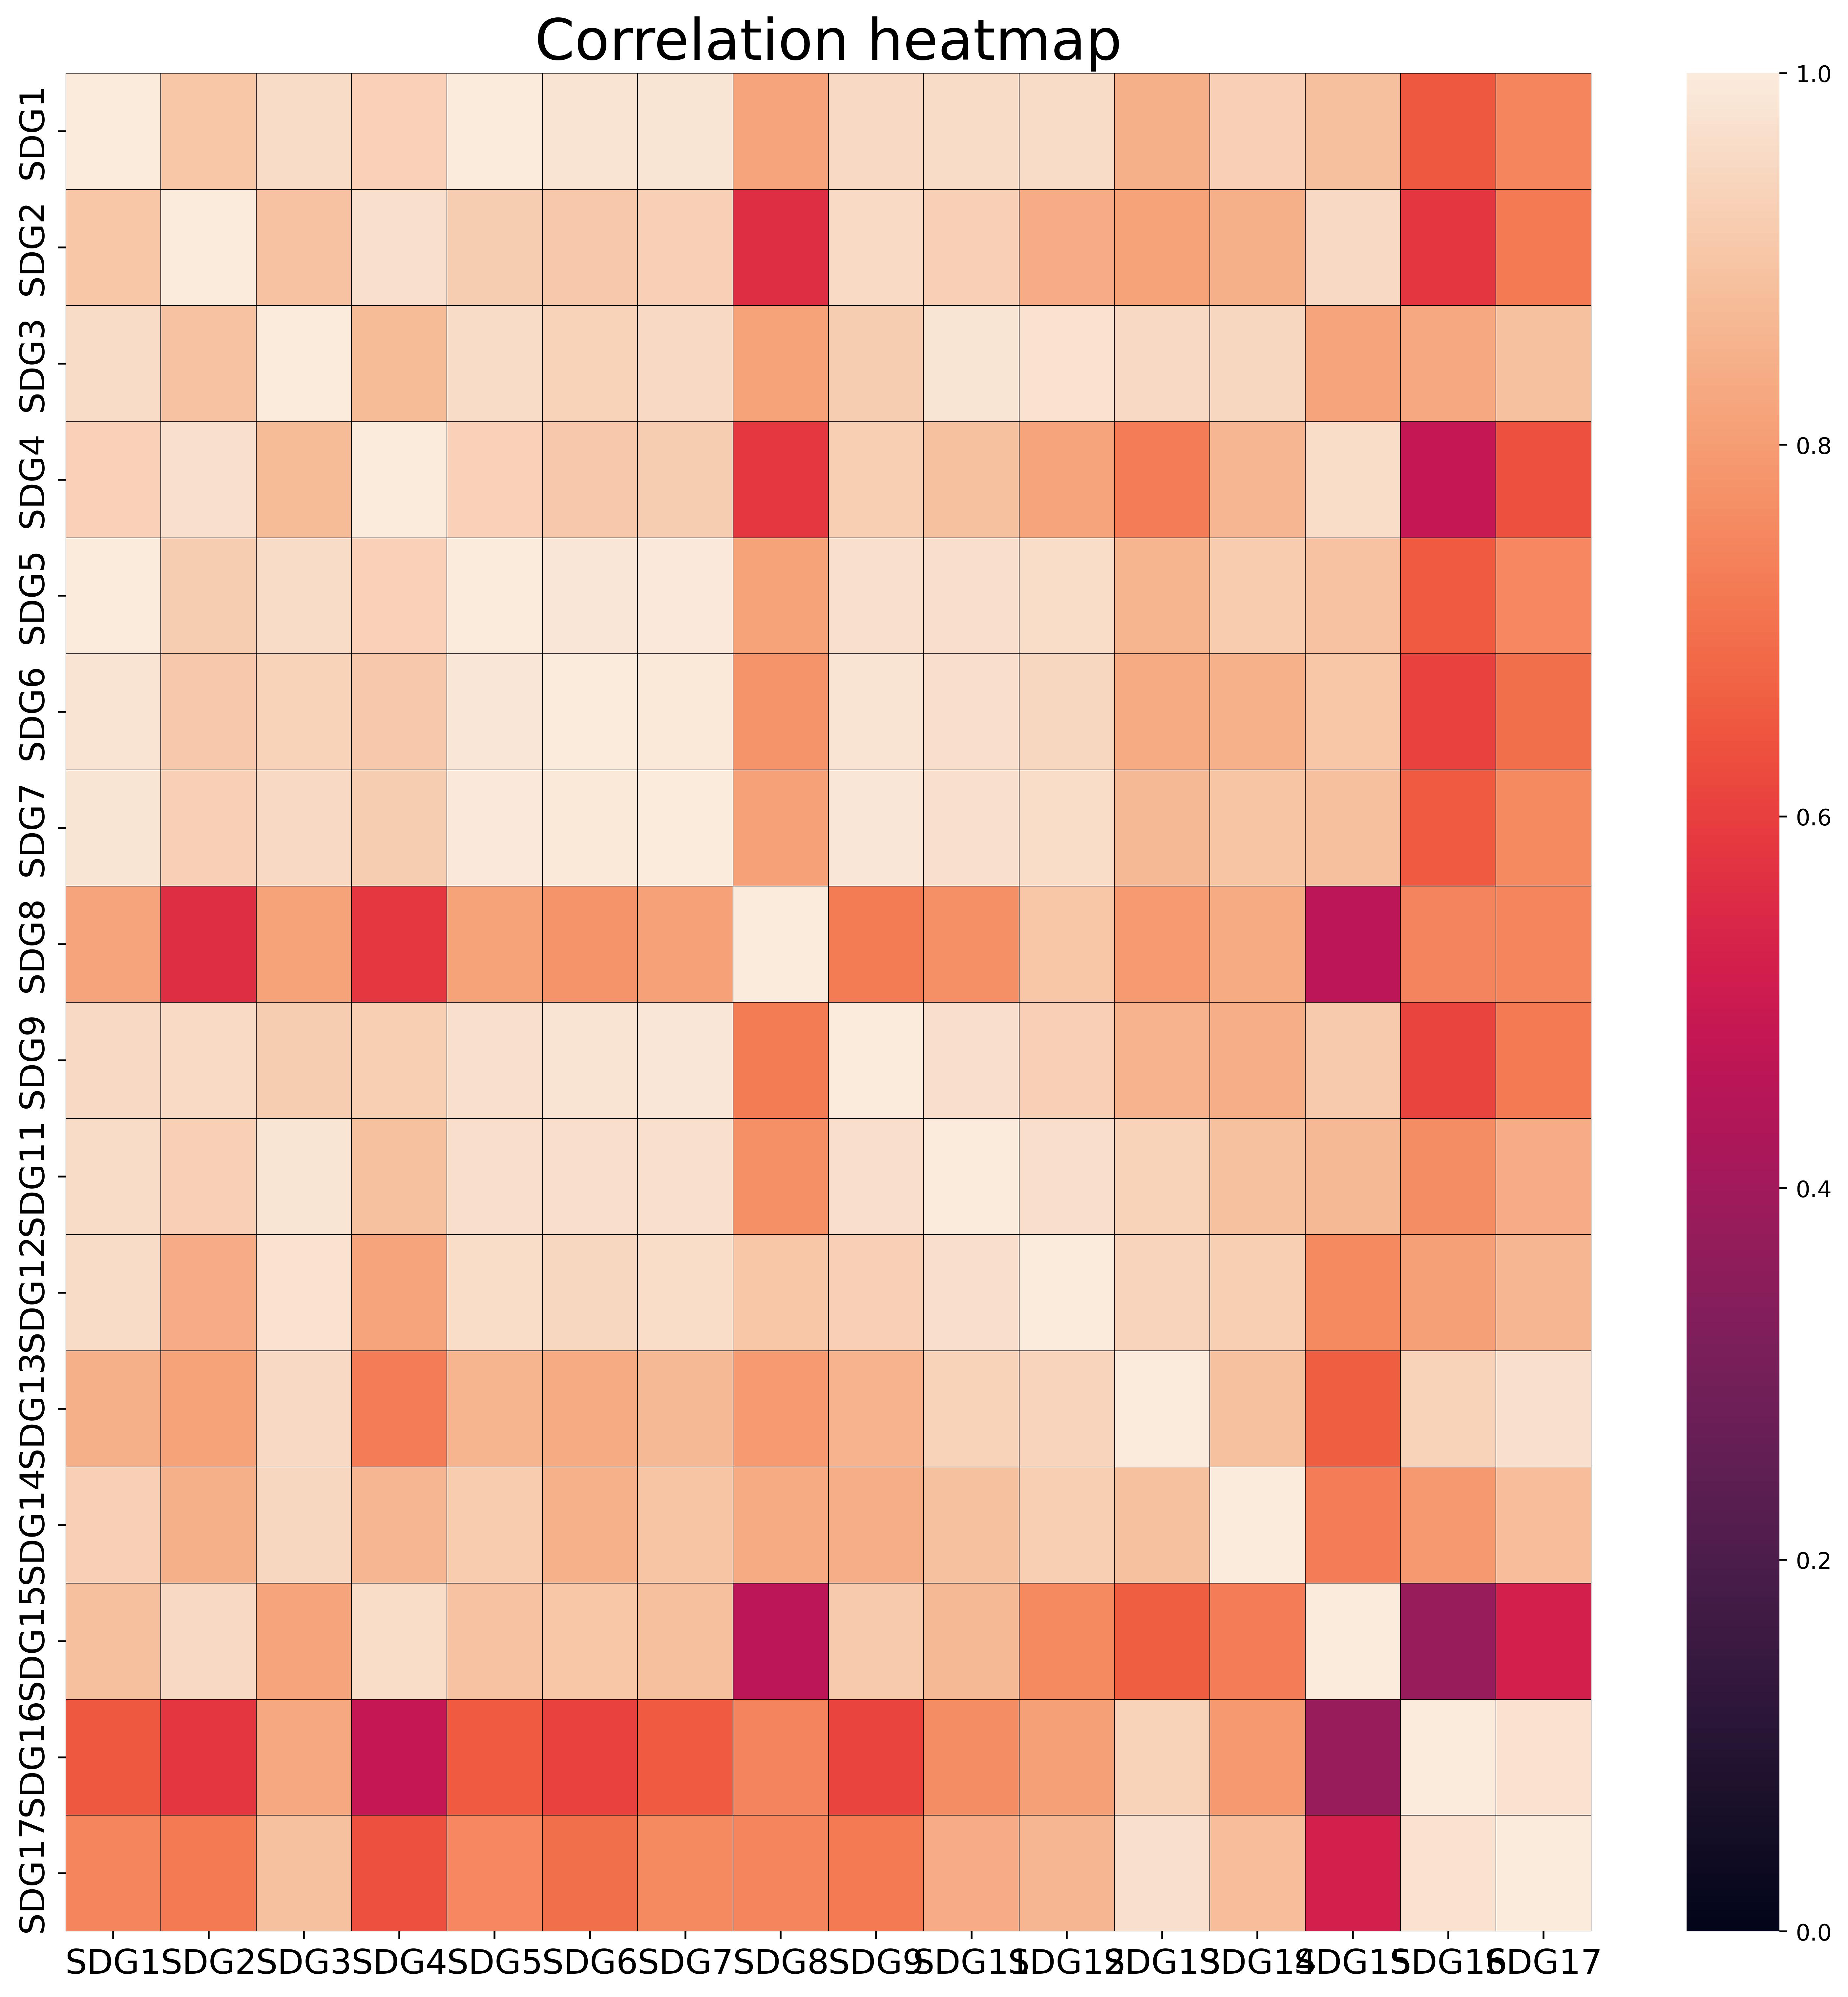 Correlation heatmap
SDG1
SDG2
SDG3
SDG4
SDG5
SDG6
SDG7
SDG8
SDG9
SDG11
SDG12
SDG13
SDG14
SDG15
SDG16
SDG17
SDG1 SDG2 SDG3 SDG4 SDG5 SDG6 SDG7 SDG8 SDG9 SDG11 SDG12 SDG13 SDG14 SDG15 SDG16 SDG17
1.0
0.8
0.6
0.4
0.2
0.0